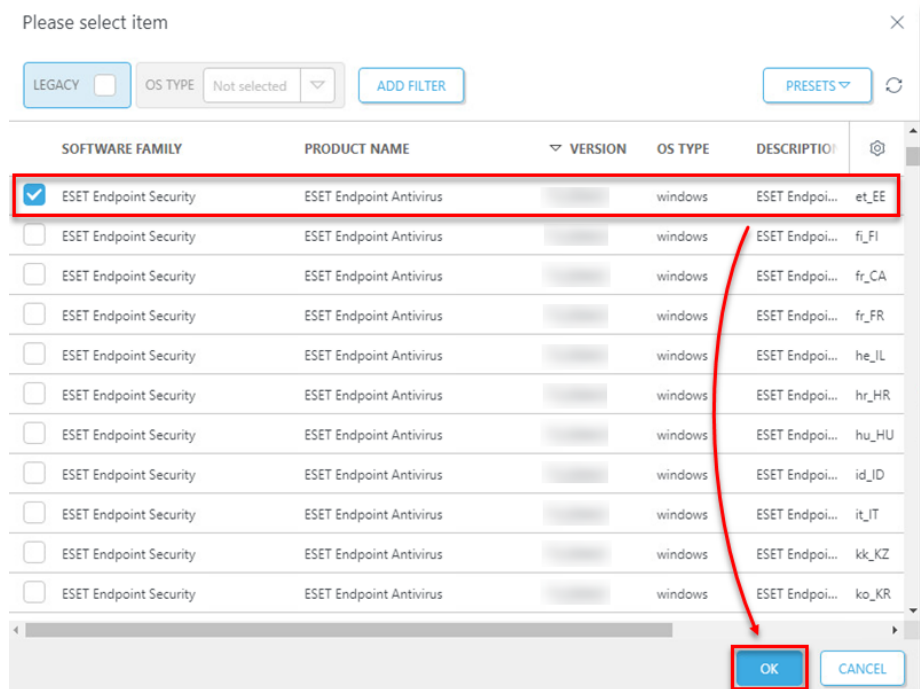 Please select item
LEGACY OS TYPE Not selected ADD FILTER PRESETS
SOFTWARE FAMILY PRODUCT NAME VERSION OS TYPE
ESET Endpoint Security ESET Endpoint Antivirus windows ESET Endpoi... et_EE
ESET Endpoint Security ESET Endpoint Antivirus windows ESET Endpoi... fi_FI
ESET Endpoint Security ESET Endpoint Antivirus windows ESET Endpoi... fr_CA
ESET Endpoint Security ESET Endpoint Antivirus windows ESET Endpoi... fr_FR
ESET Endpoint Security ESET Endpoint Antivirus windows ESET Endpoi... he_IL
ESET Endpoint Security ESET Endpoint Antivirus windows ESET Endpoi... hr_HR
ESET Endpoint Security ESET Endpoint Antivirus windows ESET Endpoi... hu_HU
ESET Endpoint Security ESET Endpoint Antivirus windows ESET Endpoi... id_ID
ESET Endpoint Security ESET Endpoint Antivirus windows ESET Endpoi... it_IT
ESET Endpoint Security ESET Endpoint Antivirus windows ESET Endpoi... kk_KZ
ESET Endpoint Security ESET Endpoint Antivirus windows ESET Endpoi... ko_KR
OK CANCEL